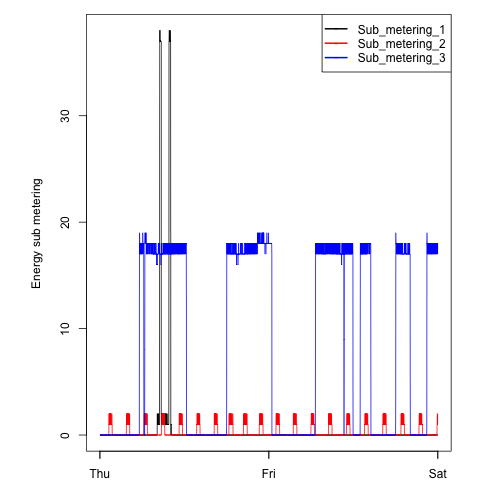 Sub_metering_1
Sub_metering_2
Sub_metering_3
Energy sub metering
30
20
10
0
Thu Fri Sat